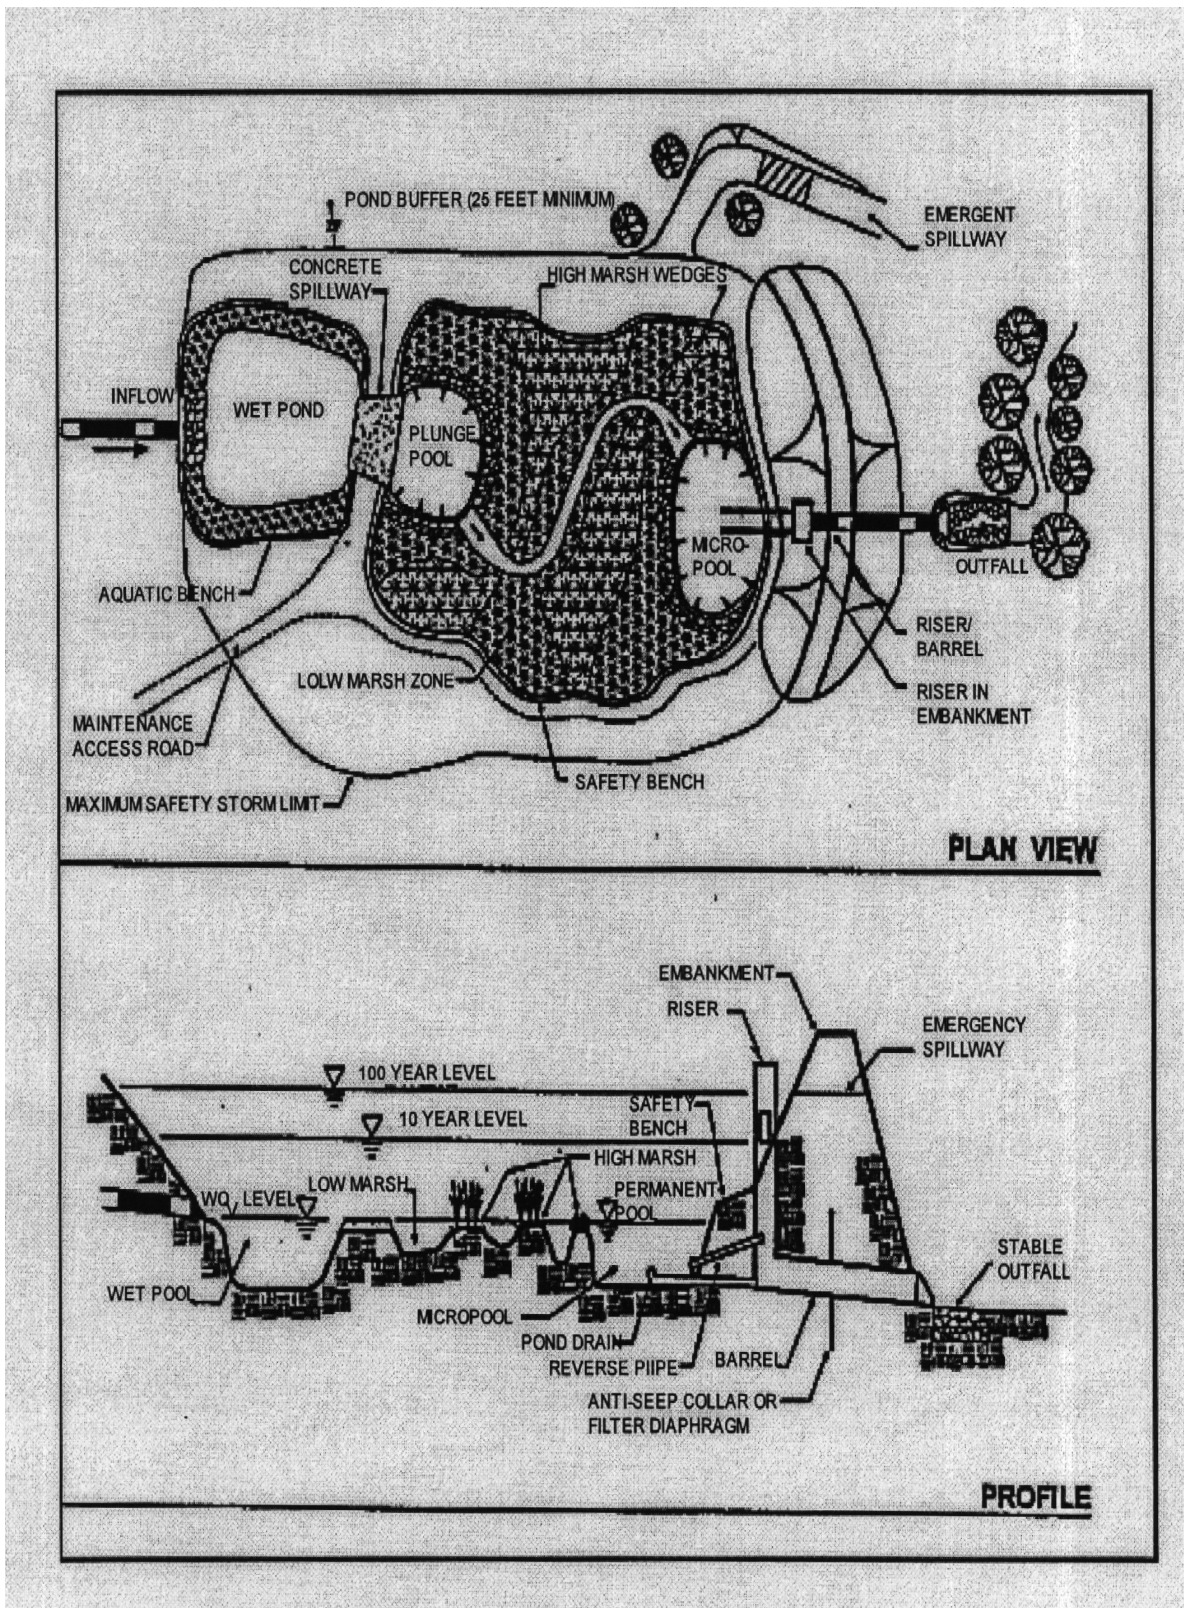 POND BUFFER (25 FEET MINIMUM)
EMERGENT
SPILLWAY
CONCRETE
SPILLWAY
HIGH MARSH WEDGES
INFLOW
WET POND
PLUNGE
POOL
MICRO-
POOL
OUTFALL
AQUATIC BENCH
RISER/
BARREL
LOLW MARSH ZONE
RISER IN
EMBANKMENT
MAINTENANCE
ACCESS ROAD
SAFETY BENCH
MAXIMUM SAFETY STORM LIMIT
PLAN VIEW
EMBANKMENT
RISER
EMERGENCY
SPILLWAY
100 YEAR LEVEL
SAFETY
BENCH
10 YEAR LEVEL
HIGH MARSH
LOW MARSH
WQ, LEVEL
PERMANENT
POOL
STABLE
OUTFALL
WET POOL
MICROPOOL
POND DRAIN
REVERSE PIIPE
BARREL
ANTI-SEEP COLLAR OR
FILTER DIAPHRAGM
PROFILE